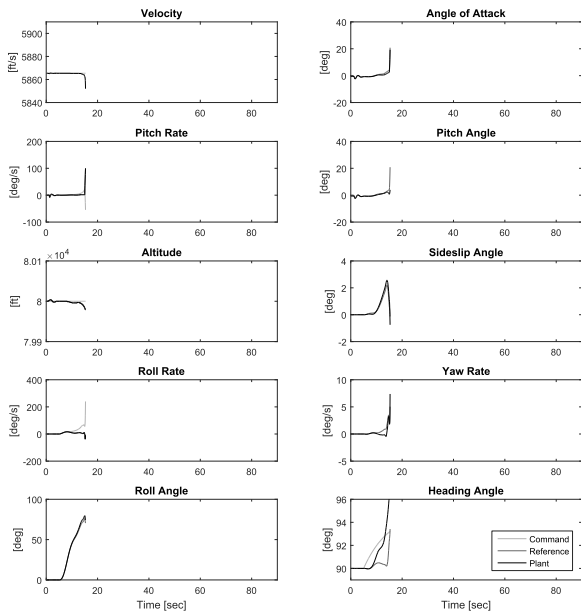 Velocity
[ft/s]
5910
5880
5860
5840
0 20 40 60 80
Angle of Attack
[deg]
40
20
0
-20
0 20 40 60 80
Pitch Rate
[deg/s]
200
100
0
-100
0 20 40 60 80
Pitch Angle
[deg]
40
20
0
-20
0 20 40 60 80
Altitude
× 10⁴
[ft]
8.01
8
7.99
0 20 40 60 80
Sideslip Angle
[deg]
4
2
0
-2
0 20 40 60 80
Roll Rate
[deg/s]
400
200
0
-200
0 20 40 60 80
Yaw Rate
[deg/s]
10
5
0
-5
0 20 40 60 80
Roll Angle
[deg]
100
50
0
0 20 40 60 80
Time [sec]
Heading Angle
[deg]
96
94
92
90
88
0 20 40 60 80
Time [sec]
Command
Reference
Plant